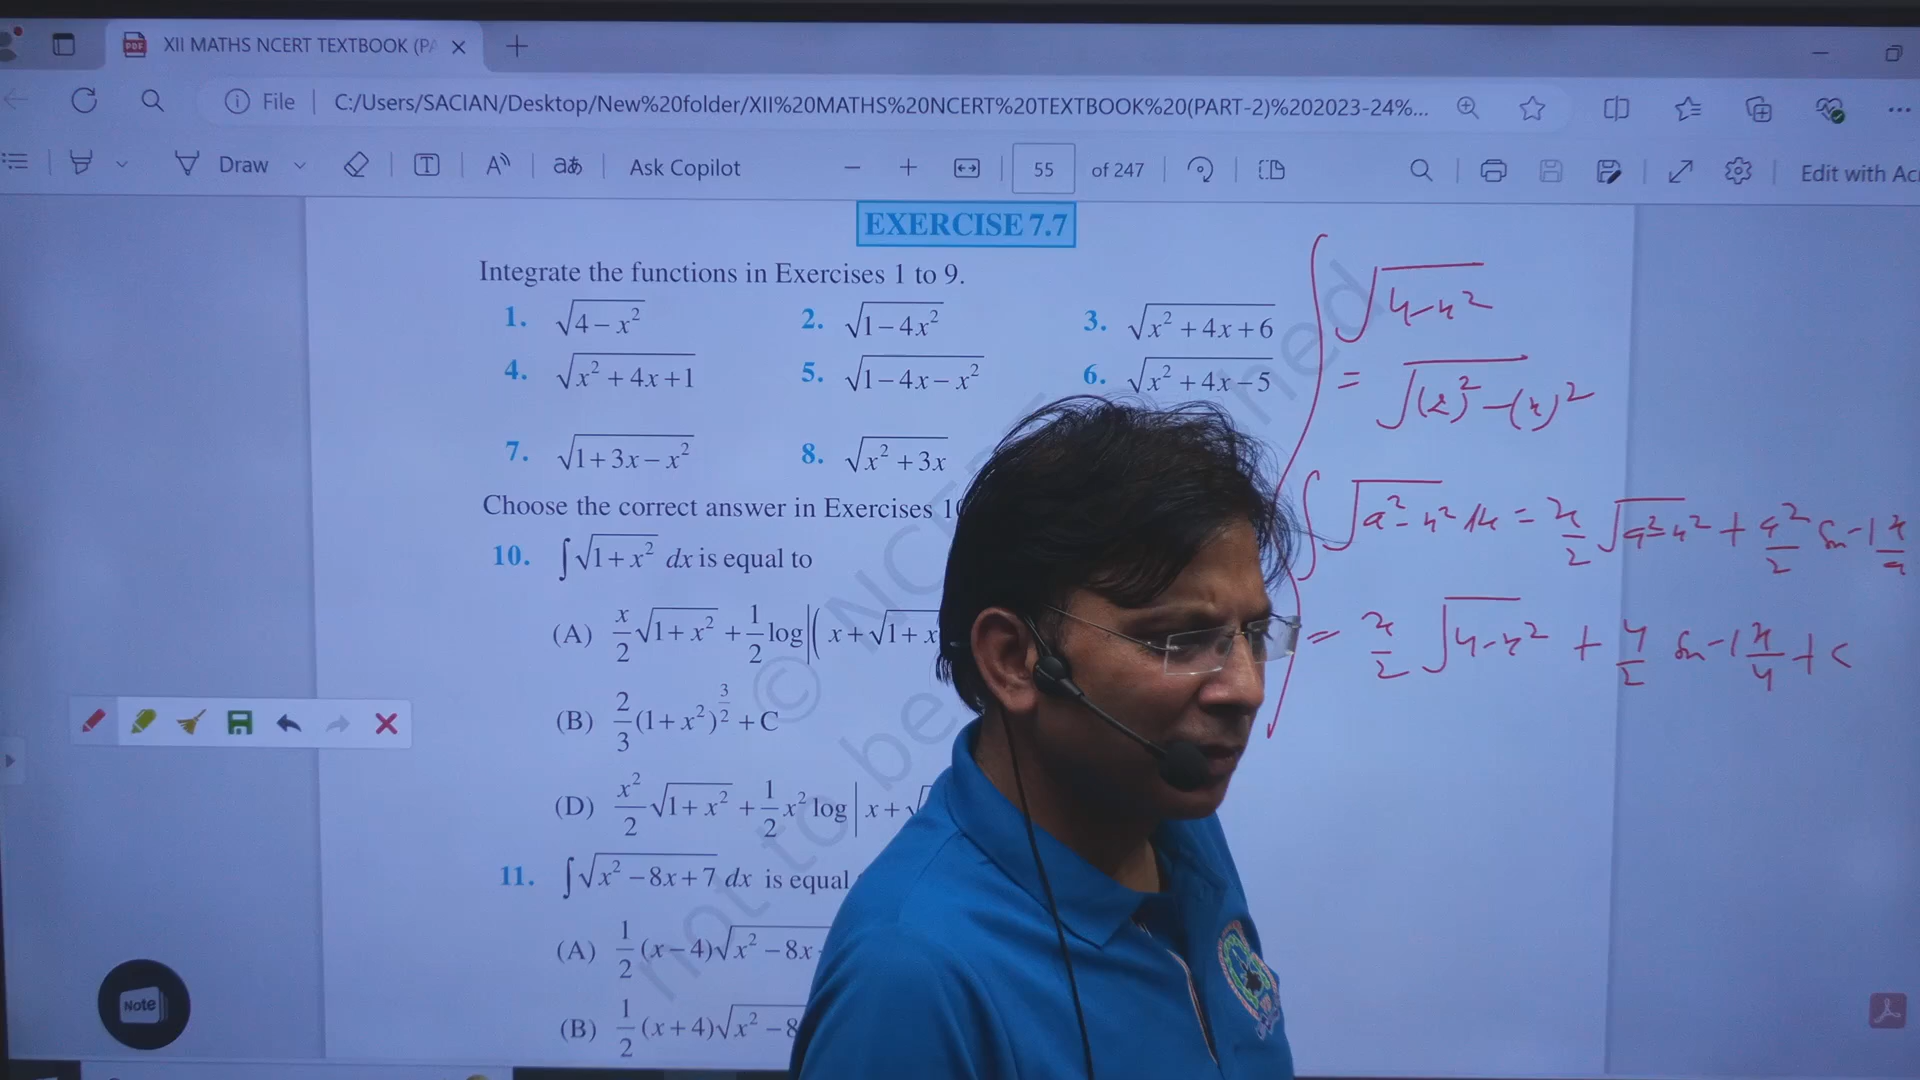 XII MATHS NCERT TEXTBOOK (PA
File | C:/Users/SACIAN/Desktop/New%20folder/XII%20MATHS%20NCERT%20TEXTBOOK%20(PART-2)%202023-24%...
Draw Ask Copilot − + 55 of 247 Edit with Ac
EXERCISE 7.7
Integrate the functions in Exercises 1 to 9.
1. √(4 – x²) 2. √(1 – 4x²) 3. √(x² + 4x + 6)
4. √(x² + 4x + 1) 5. √(1 – 4x – x²) 6. √(x² + 4x – 5)
7. √(1 + 3x – x²) 8. √(x² + 3x)
Choose the correct answer in Exercises 10
10. ∫√(1 + x²) dx is equal to
(A) x/2 √(1 + x²) + 1/2 log|(x + √(1 + x
(B) 2/3 (1 + x²)^(3/2) + C
(D) x²/2 √(1 + x²) + 1/2 x² log|x + √
11. ∫√(x² – 8x + 7) dx is equal
(A) 1/2 (x – 4)√(x² – 8x
(B) 1/2 (x + 4)√(x² – 8
∫√(4-x²)
= √((2)² - (x)²)
∫√(a²-x²) dx = x/2 √(a²-x²) + a²/2 Sin-1 x/a
= x/2 √(4-x²) + 4/2 Sin-1 x/4 + C
© NCE
not to be
hed
Note